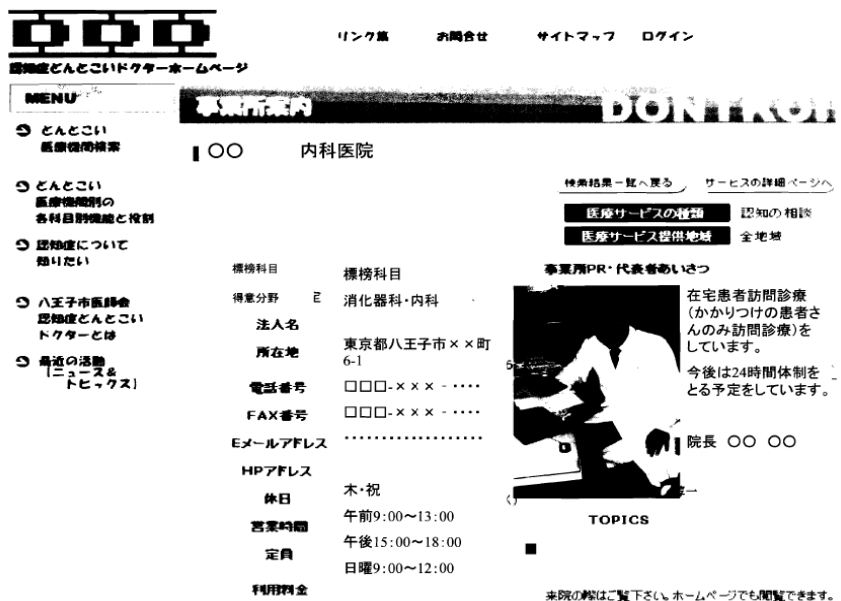 リンク集 お問合せ サイトマップ ログイン
認知症どんとこいドクターホームページ
MENU
事業所案内
DONTKOI
どんとこい
医療機関検索
○○ 内科医院
検索結果一覧へ戻る サービスの詳細ページへ
どんとこい
医療機関別の
各科目別機能と役割
医療サービスの種類 認知の相談
医療サービス提供地域 全地域
認知症について
知りたい
標榜科目 標榜科目
得意分野 消化器科・内科
法人名
所在地 東京都八王子市××町
6-1
電話番号 □□□-×××‐････
FAX番号 □□□-×××‐････
Eメールアドレス ･･･････････････････
HPアドレス
休日 木・祝
営業時間 午前9:00〜13:00
定員 午後15:00〜18:00
日曜9:00〜12:00
利用料金
事業所PR・代表者あいさつ
在宅患者訪問診療
(かかりつけの患者さ
んのみ訪問診療)を
しています。
今後は24時間体制を
とる予定をしています。
院長 ○○ ○○
八王子市医師会
認知症どんとこい
ドクターとは
最近の活動
[ニュース&
トピックス]
TOPICS
来院の際はご覧下さい。ホームページでも閲覧できます。